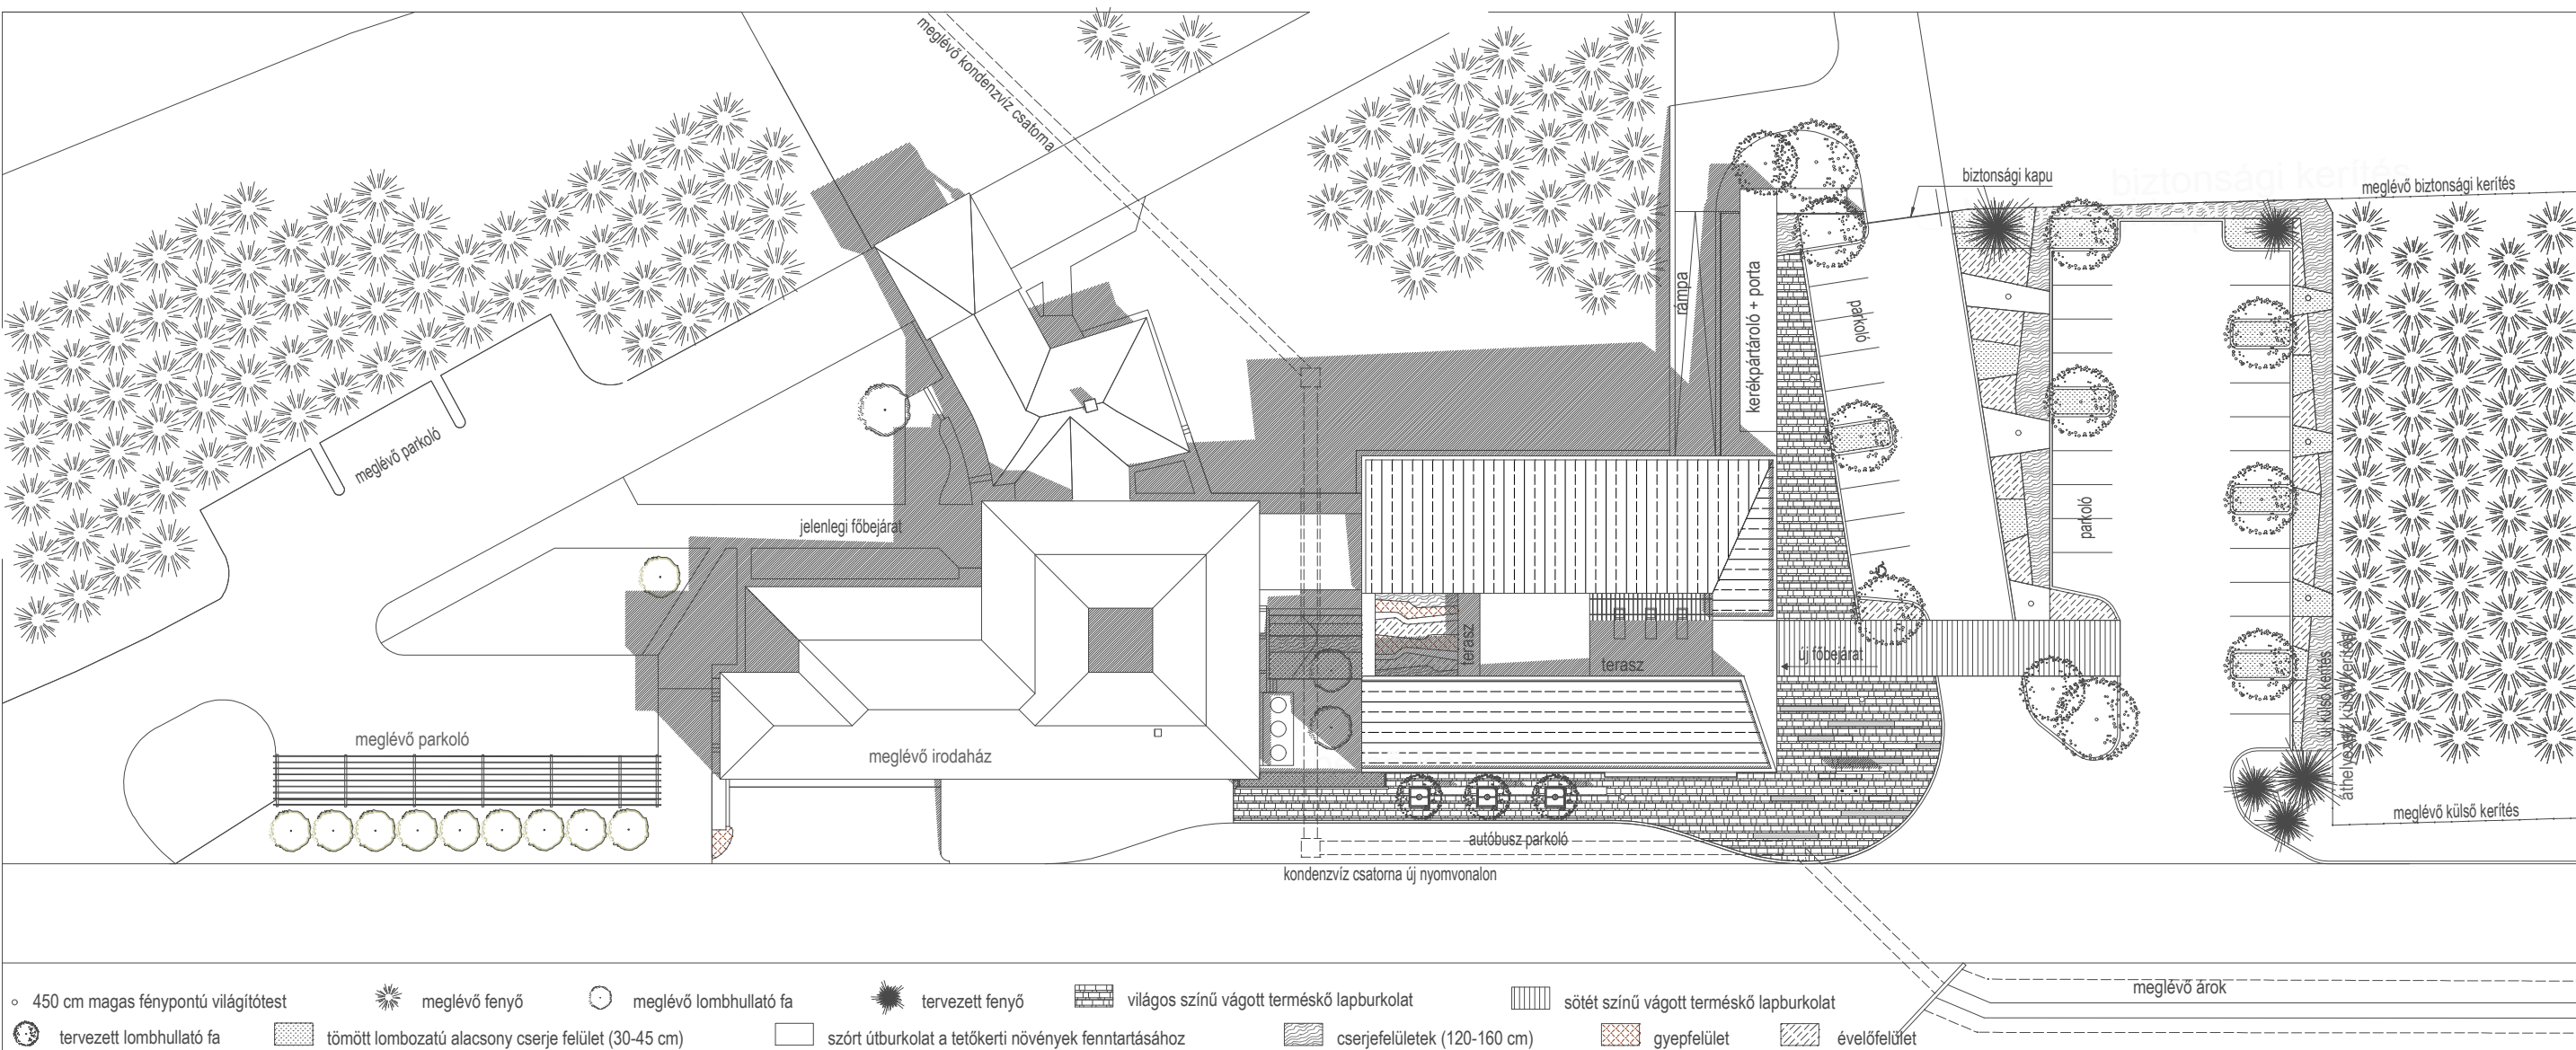 meglévő kondenzvíz csatorna
biztonsági kapu
biztonsági kerítés
meglévő biztonsági kerítés
rámpa
kerékpártároló + porta
parkoló
meglévő parkoló
jelenlegi főbejárat
parkoló
terasz
terasz
új főbejárat
új külső kerítés
áthelyezett külső kerítés
meglévő parkoló
meglévő irodaház
meglévő külső kerítés
autóbusz parkoló
kondenzvíz csatorna új nyomvonalon
meglévő árok
450 cm magas fénypontú világítótest
meglévő fenyő
meglévő lombhullató fa
tervezett fenyő
világos színű vágott terméskő lapburkolat
sötét színű vágott terméskő lapburkolat
tervezett lombhullató fa
tömött lombozatú alacsony cserje felület (30-45 cm)
szórt útburkolat a tetőkerti növények fenntartásához
cserjefelületek (120-160 cm)
gyepfelület
évelőfelület